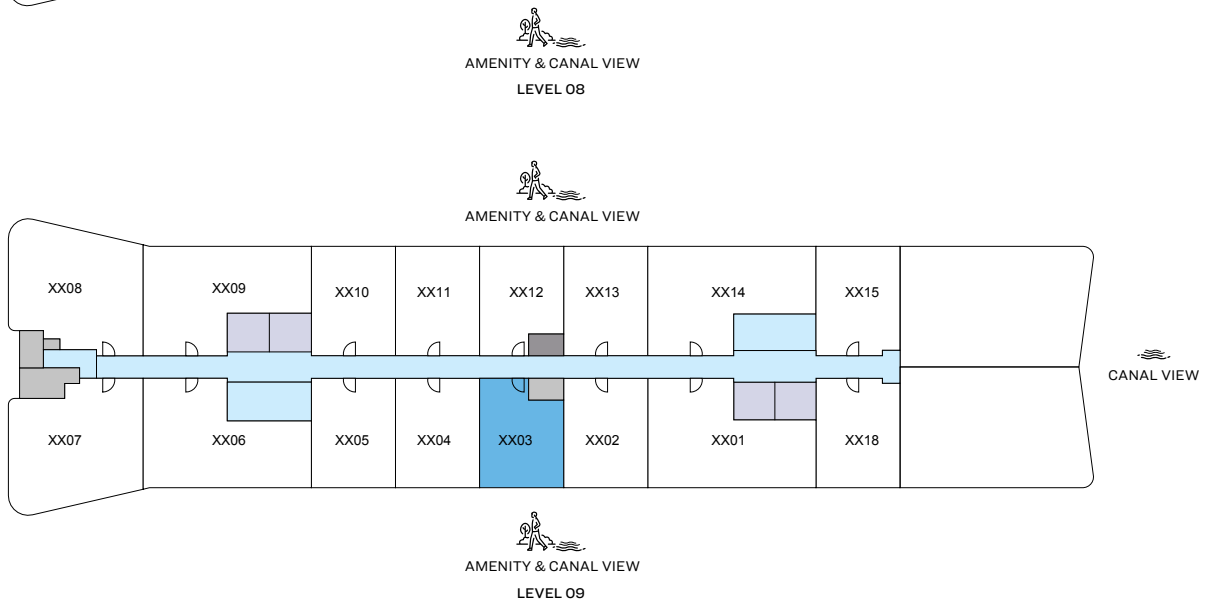 AMENITY & CANAL VIEW
LEVEL 08
AMENITY & CANAL VIEW
XX08
XX09
XX10
XX11
XX12
XX13
XX14
XX15
CANAL VIEW
XX07
XX06
XX05
XX04
XX03
XX02
XX01
XX18
AMENITY & CANAL VIEW
LEVEL 09